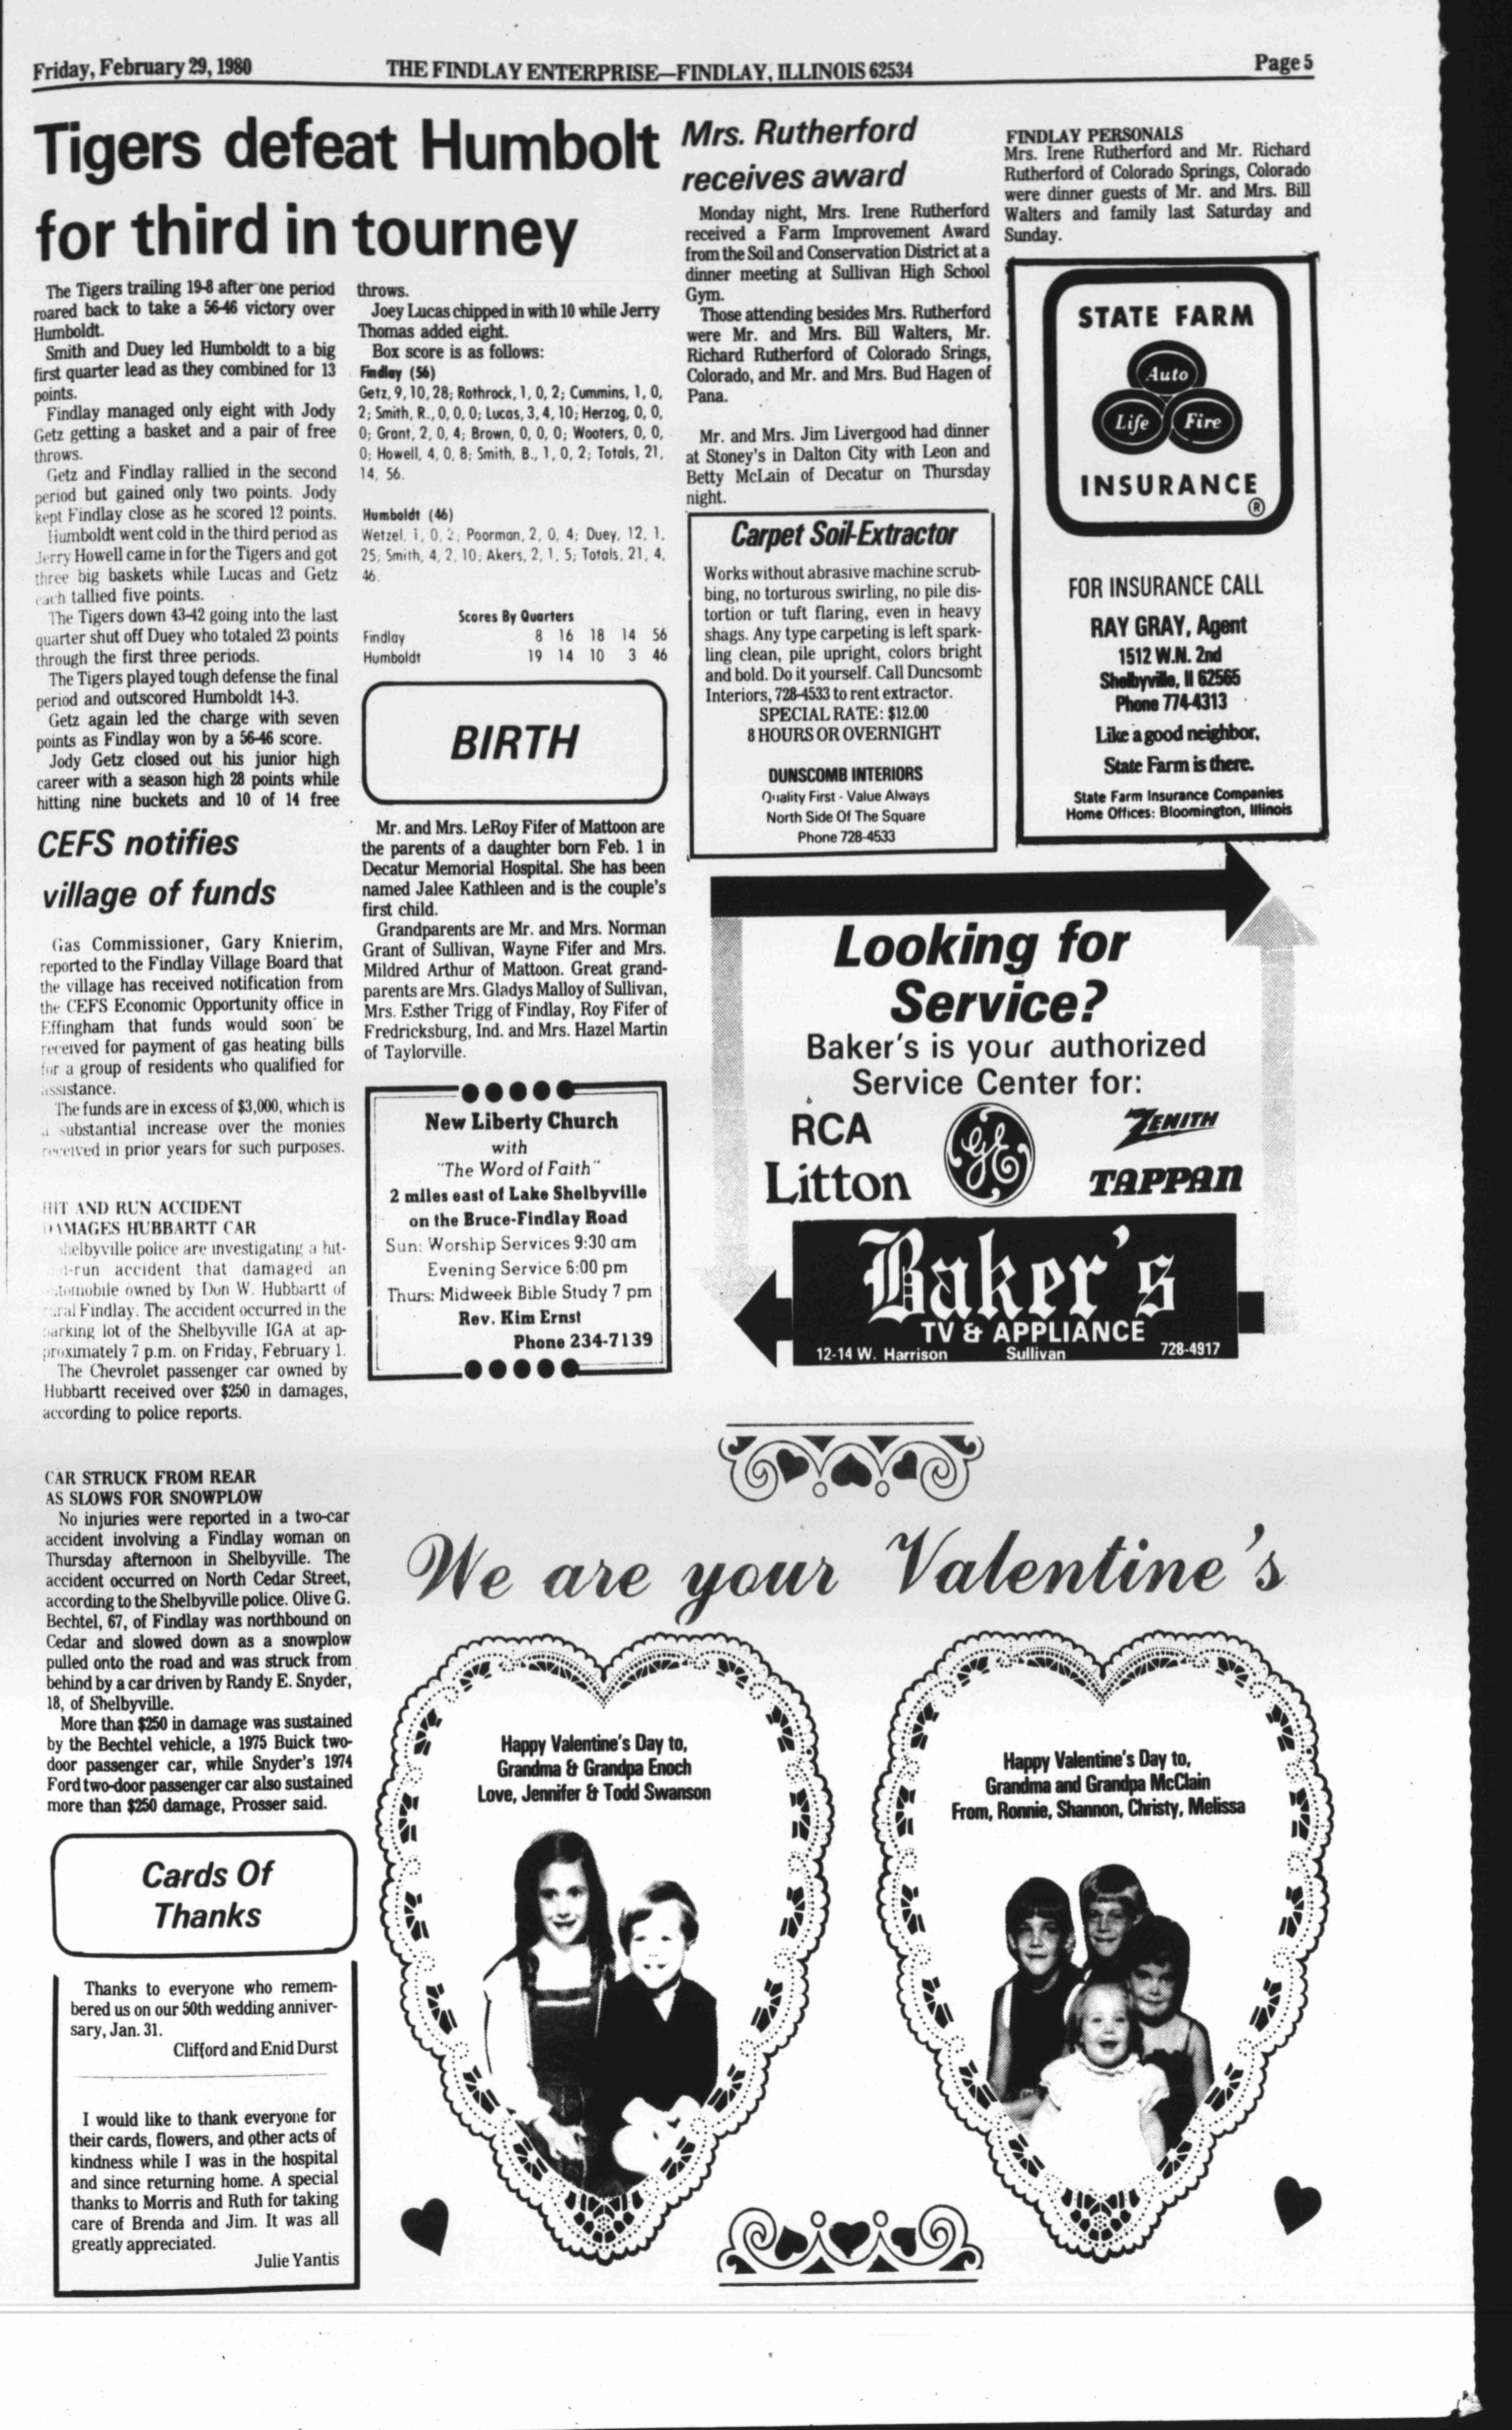 Friday, February 29, 1980
THE FINDLAY ENTERPRISE—FINDLAY, ILLINOIS 62534
Page 5
Tigers defeat Humbolt
for third in tourney
The Tigers trailing 19-8 after one period
roared back to take a 56-46 victory over
Humboldt.
Smith and Duey led Humboldt to a big
first quarter lead as they combined for 13
points.
Findlay managed only eight with Jody
Getz getting a basket and a pair of free
throws.
Getz and Findlay rallied in the second
period but gained only two points. Jody
kept Findlay close as he scored 12 points.
Humboldt went cold in the third period as
Jerry Howell came in for the Tigers and got
three big baskets while Lucas and Getz
each tallied five points.
The Tigers down 43-42 going into the last
quarter shut off Duey who totaled 23 points
through the first three periods.
The Tigers played tough defense the final
period and outscored Humboldt 14-3.
Getz again led the charge with seven
points as Findlay won by a 56-46 score.
Jody Getz closed out his junior high
career with a season high 28 points while
hitting nine buckets and 10 of 14 free
throws.
Joey Lucas chipped in with 10 while Jerry
Thomas added eight.
Box score is as follows:
Findlay (56)
Getz, 9, 10, 28; Rothrock, 1, 0, 2; Cummins, 1, 0,
2; Smith, R., 0, 0, 0; Lucas, 3, 4, 10; Herzog, 0, 0,
0; Grant, 2, 0, 4; Brown, 0, 0, 0; Wooters, 0, 0,
0; Howell, 4, 0, 8; Smith, B., 1, 0, 2; Totals, 21,
14, 56.
Humboldt (46)
Wetzel, 1, 0, 2; Poorman, 2, 0, 4; Duey, 12, 1,
25; Smith, 4, 2, 10; Akers, 2, 1, 5; Totals, 21, 4,
46.
Scores By Quarters
Findlay 8 16 18 14 56
Humboldt 19 14 10 3 46
CEFS notifies
village of funds
Gas Commissioner, Gary Knierim,
reported to the Findlay Village Board that
the village has received notification from
the CEFS Economic Opportunity office in
Effingham that funds would soon be
received for payment of gas heating bills
for a group of residents who qualified for
assistance.
The funds are in excess of $3,000, which is
a substantial increase over the monies
received in prior years for such purposes.
HIT AND RUN ACCIDENT
DAMAGES HUBBARTT CAR
Shelbyville police are investigating a hit-
-run accident that damaged an
automobile owned by Don W. Hubbartt of
rural Findlay. The accident occurred in the
parking lot of the Shelbyville IGA at ap-
proximately 7 p.m. on Friday, February 1.
The Chevrolet passenger car owned by
Hubbartt received over $250 in damages,
according to police reports.
CAR STRUCK FROM REAR
AS SLOWS FOR SNOWPLOW
No injuries were reported in a two-car
accident involving a Findlay woman on
Thursday afternoon in Shelbyville. The
accident occurred on North Cedar Street,
according to the Shelbyville police. Olive G.
Bechtel, 67, of Findlay was northbound on
Cedar and slowed down as a snowplow
pulled onto the road and was struck from
behind by a car driven by Randy E. Snyder,
18, of Shelbyville.
More than $250 in damage was sustained
by the Bechtel vehicle, a 1975 Buick two-
door passenger car, while Snyder's 1974
Ford two-door passenger car also sustained
more than $250 damage, Prosser said.
Cards Of
Thanks
Thanks to everyone who remem-
bered us on our 50th wedding anniver-
sary, Jan. 31.
Clifford and Enid Durst
I would like to thank everyone for
their cards, flowers, and other acts of
kindness while I was in the hospital
and since returning home. A special
thanks to Morris and Ruth for taking
care of Brenda and Jim. It was all
greatly appreciated.
Julie Yantis
BIRTH
Mr. and Mrs. LeRoy Fifer of Mattoon are
the parents of a daughter born Feb. 1 in
Decatur Memorial Hospital. She has been
named Jalee Kathleen and is the couple's
first child.
Grandparents are Mr. and Mrs. Norman
Grant of Sullivan, Wayne Fifer and Mrs.
Mildred Arthur of Mattoon. Great grand-
parents are Mrs. Gladys Malloy of Sullivan,
Mrs. Esther Trigg of Findlay, Roy Fifer of
Fredricksburg, Ind. and Mrs. Hazel Martin
of Taylorville.
New Liberty Church
with
"The Word of Faith"
2 miles east of Lake Shelbyville
on the Bruce-Findlay Road
Sun: Worship Services 9:30 am
Evening Service 6:00 pm
Thurs: Midweek Bible Study 7 pm
Rev. Kim Ernst
Phone 234-7139
Mrs. Rutherford
receives award
Monday night, Mrs. Irene Rutherford
received a Farm Improvement Award
from the Soil and Conservation District at a
dinner meeting at Sullivan High School
Gym.
Those attending besides Mrs. Rutherford
were Mr. and Mrs. Bill Walters, Mr.
Richard Rutherford of Colorado Srings,
Colorado, and Mr. and Mrs. Bud Hagen of
Pana.
Mr. and Mrs. Jim Livergood had dinner
at Stoney's in Dalton City with Leon and
Betty McLain of Decatur on Thursday
night.
Carpet Soil-Extractor
Works without abrasive machine scrub-
bing, no torturous swirling, no pile dis-
tortion or tuft flaring, even in heavy
shags. Any type carpeting is left spark-
ling clean, pile upright, colors bright
and bold. Do it yourself. Call Duncsomb
Interiors, 728-4533 to rent extractor.
SPECIAL RATE: $12.00
8 HOURS OR OVERNIGHT
DUNSCOMB INTERIORS
Quality First - Value Always
North Side Of The Square
Phone 728-4533
FINDLAY PERSONALS
Mrs. Irene Rutherford and Mr. Richard
Rutherford of Colorado Springs, Colorado
were dinner guests of Mr. and Mrs. Bill
Walters and family last Saturday and
Sunday.
STATE FARM
Auto
Life Fire
INSURANCE
®
FOR INSURANCE CALL
RAY GRAY, Agent
1512 W.N. 2nd
Shelbyville, Il 62565
Phone 774-4313
Like a good neighbor,
State Farm is there.
State Farm Insurance Companies
Home Offices: Bloomington, Illinois
Looking for
Service?
Baker's is your authorized
Service Center for:
RCA GE ZENITH
Litton TAPPAN
Baker's
TV & APPLIANCE
12-14 W. Harrison Sullivan 728-4917
We are your Valentine's
Happy Valentine's Day to,
Grandma & Grandpa Enoch
Love, Jennifer & Todd Swanson
Happy Valentine's Day to,
Grandma and Grandpa McClain
From, Ronnie, Shannon, Christy, Melissa